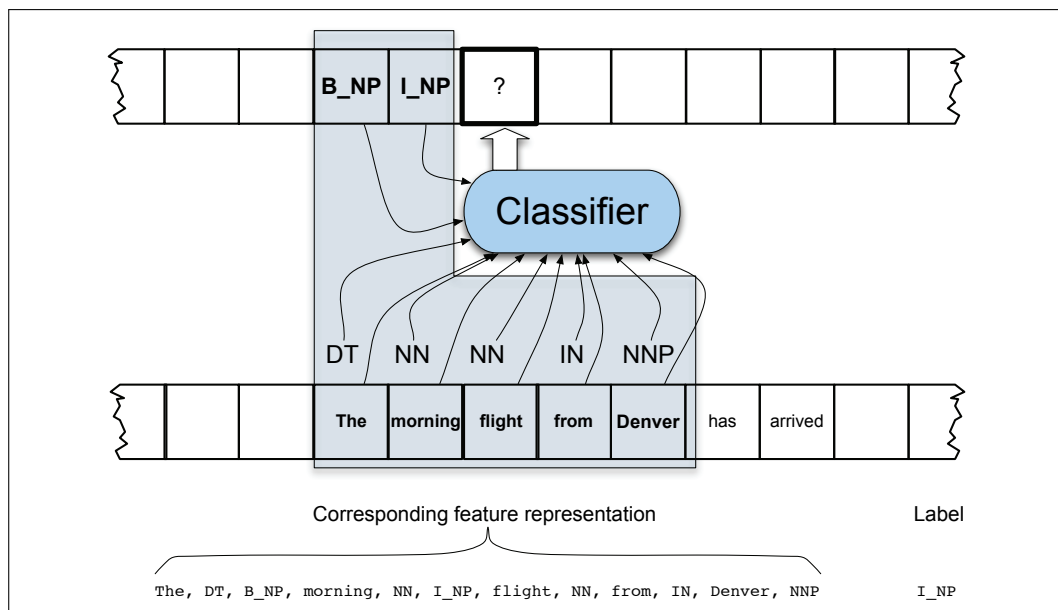 B_NP I_NP ?
Classifier
DT NN NN IN NNP
The morning flight from Denver has arrived
Corresponding feature representation Label
The, DT, B_NP, morning, NN, I_NP, flight, NN, from, IN, Denver, NNP I_NP